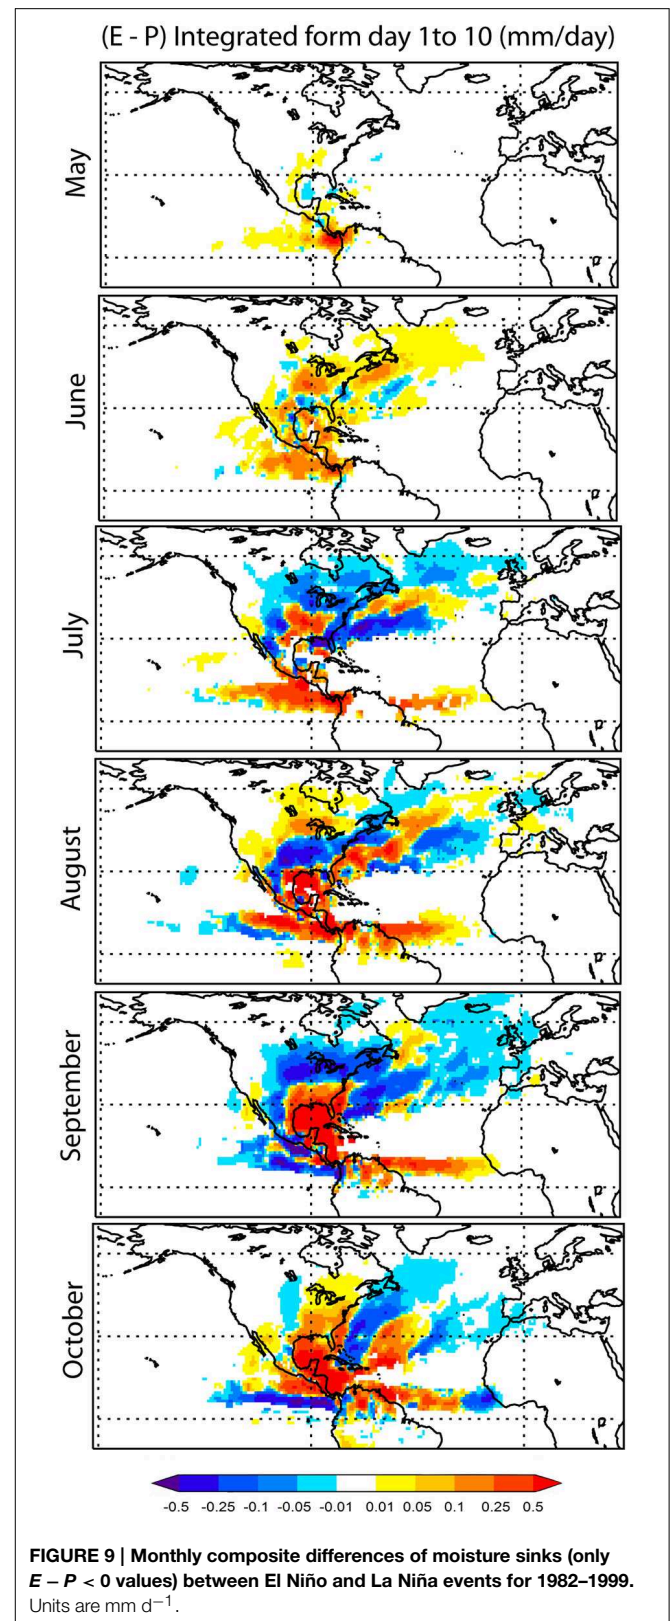 (E - P) Integrated form day 1to 10 (mm/day)
May
June
July
August
September
October
-0.5 -0.25 -0.1 -0.05 -0.01 0.01 0.05 0.1 0.25 0.5
FIGURE 9 | Monthly composite differences of moisture sinks (only
E – P < 0 values) between El Niño and La Niña events for 1982–1999.
Units are mm d−1.